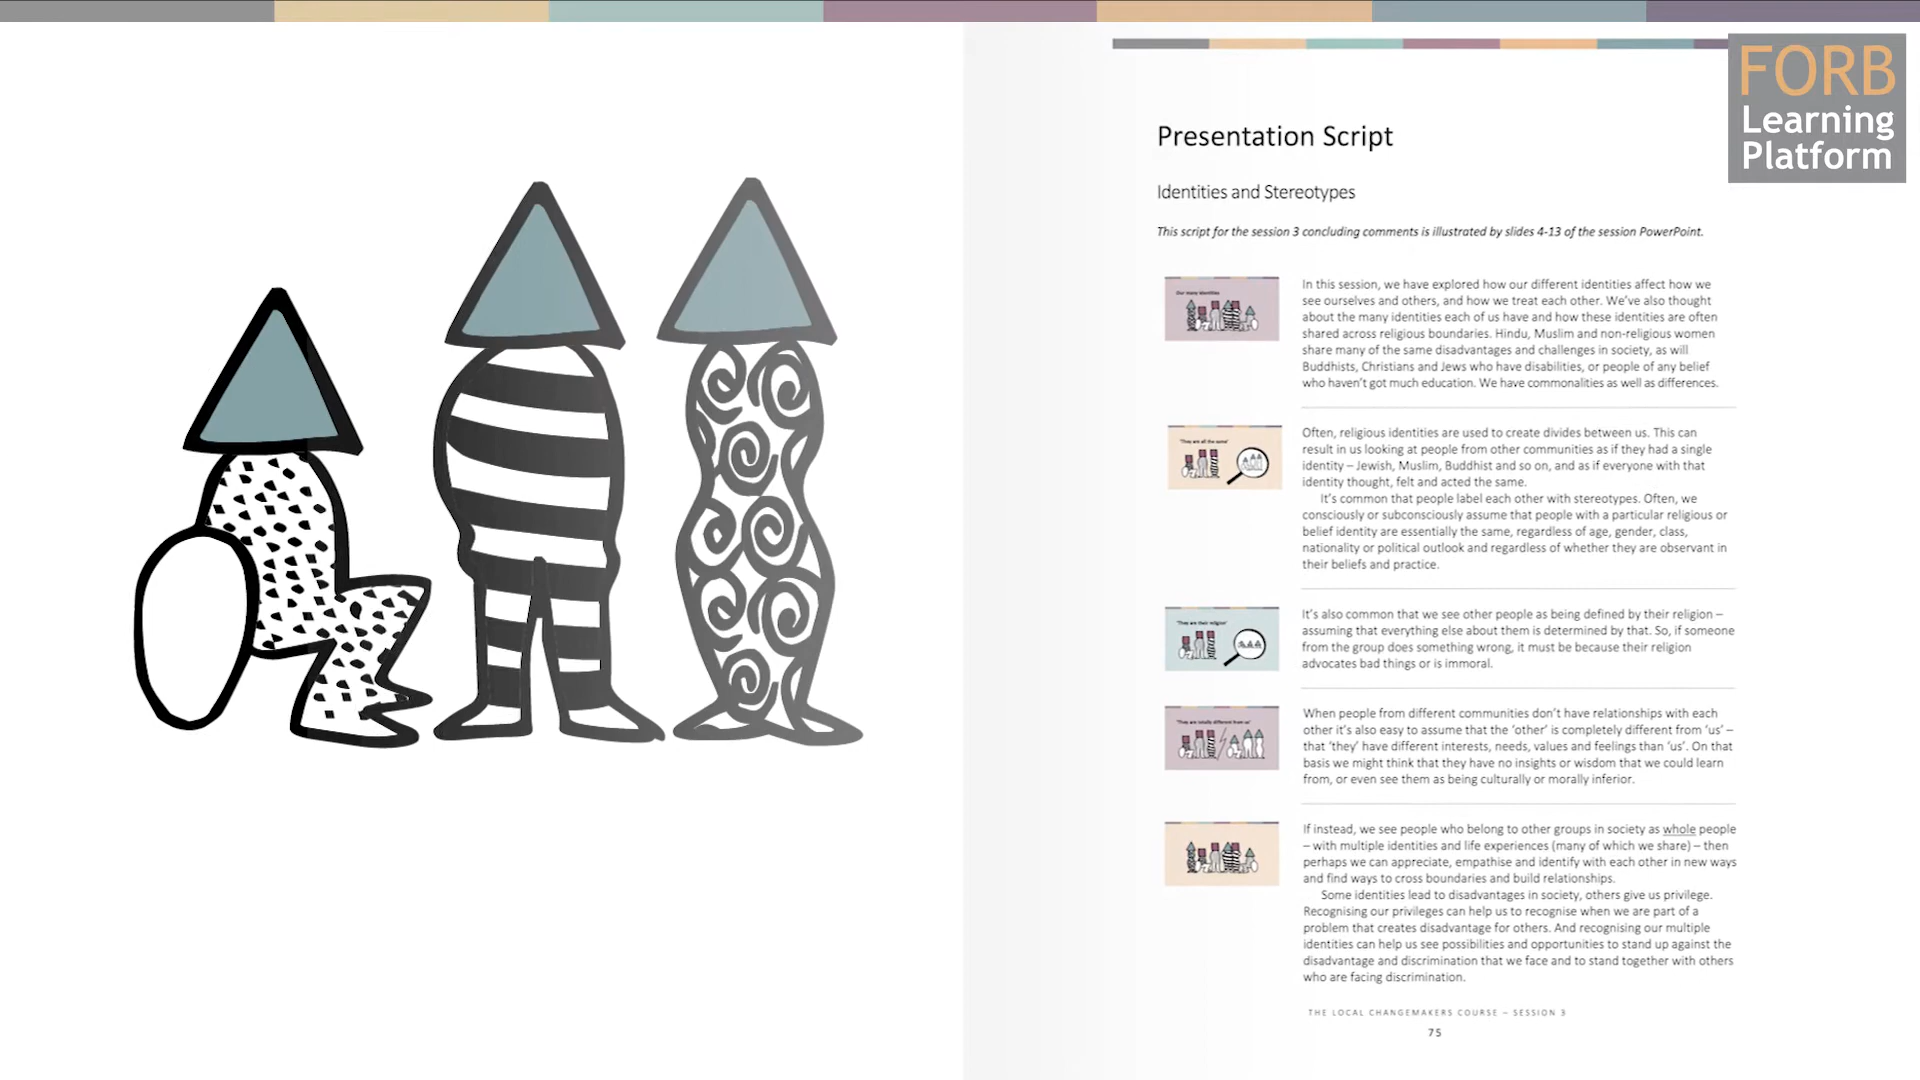 FORB
Learning
Platform
Presentation Script
Identities and Stereotypes
This script for the session 3 concluding comments is illustrated by slides 4-13 of the session PowerPoint.
Our many identities
In this session, we have explored how our different identities affect how we
see ourselves and others, and how we treat each other. We've also thought
about the many identities each of us have and how these identities are often
shared across religious boundaries. Hindu, Muslim and non-religious women
share many of the same disadvantages and challenges in society, as will
Buddhists, Christians and Jews who have disabilities, or people of any belief
who haven't got much education. We have commonalities as well as differences.
'They are all the same'
Often, religious identities are used to create divides between us. This can
result in us looking at people from other communities as if they had a single
identity – Jewish, Muslim, Buddhist and so on, and as if everyone with that
identity thought, felt and acted the same.
It's common that people label each other with stereotypes. Often, we
consciously or subconsciously assume that people with a particular religious or
belief identity are essentially the same, regardless of age, gender, class,
nationality or political outlook and regardless of whether they are observant in
their beliefs and practice.
'They are their religion'
It's also common that we see other people as being defined by their religion –
assuming that everything else about them is determined by that. So, if someone
from the group does something wrong, it must be because their religion
advocates bad things or is immoral.
'They are totally different from us'
When people from different communities don't have relationships with each
other it's also easy to assume that the 'other' is completely different from 'us' –
that 'they' have different interests, needs, values and feelings than 'us'. On that
basis we might think that they have no insights or wisdom that we could learn
from, or even see them as being culturally or morally inferior.
If instead, we see people who belong to other groups in society as whole people
– with multiple identities and life experiences (many of which we share) – then
perhaps we can appreciate, empathise and identify with each other in new ways
and find ways to cross boundaries and build relationships.
Some identities lead to disadvantages in society, others give us privilege.
Recognising our privileges can help us to recognise when we are part of a
problem that creates disadvantage for others. And recognising our multiple
identities can help us see possibilities and opportunities to stand up against the
disadvantage and discrimination that we face and to stand together with others
who are facing discrimination.
THE LOCAL CHANGEMAKERS COURSE – SESSION 3
75